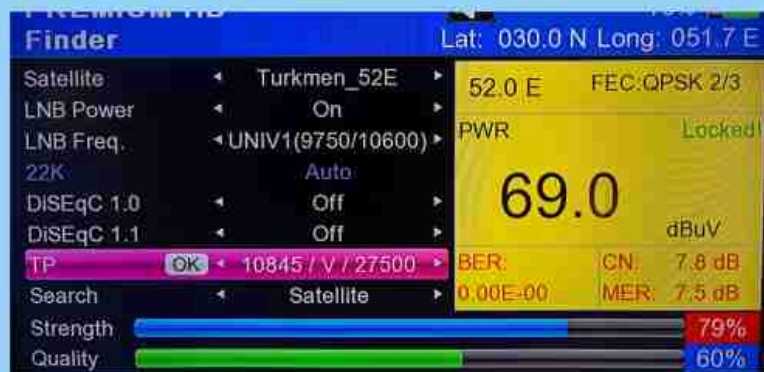 PREMIUM HD
Finder
Lat: 030.0 N Long: 051.7 E
Satellite Turkmen_52E
LNB Power On
LNB Freq. UNIV1(9750/10600)
22K Auto
DiSEqC 1.0 Off
DiSEqC 1.1 Off
TP OK 10845 / V / 27500
Search Satellite
Strength 79%
Quality 60%
52.0 E FEC:QPSK 2/3
PWR Locked!
69.0
dBuV
BER: CN: 7.8 dB
0.00E-00 MER: 7.5 dB